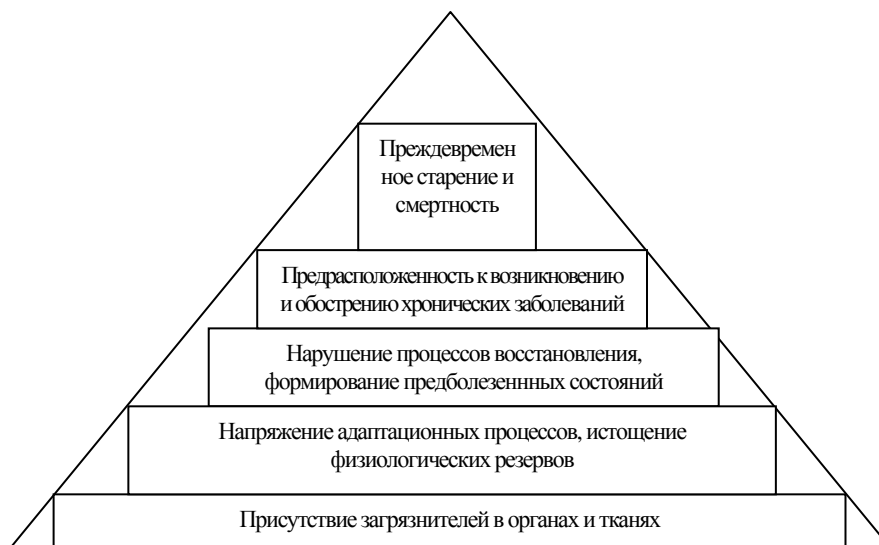 Преждевремен
ное старение и
смертность
Предрасположенность к возникновению
и обострению хронических заболеваний
Нарушение процессов восстановления,
формирование предболезеннных состояний
Напряжение адаптационных процессов, истощение
физиологических резервов
Присутствие загрязнителей в органах и тканях